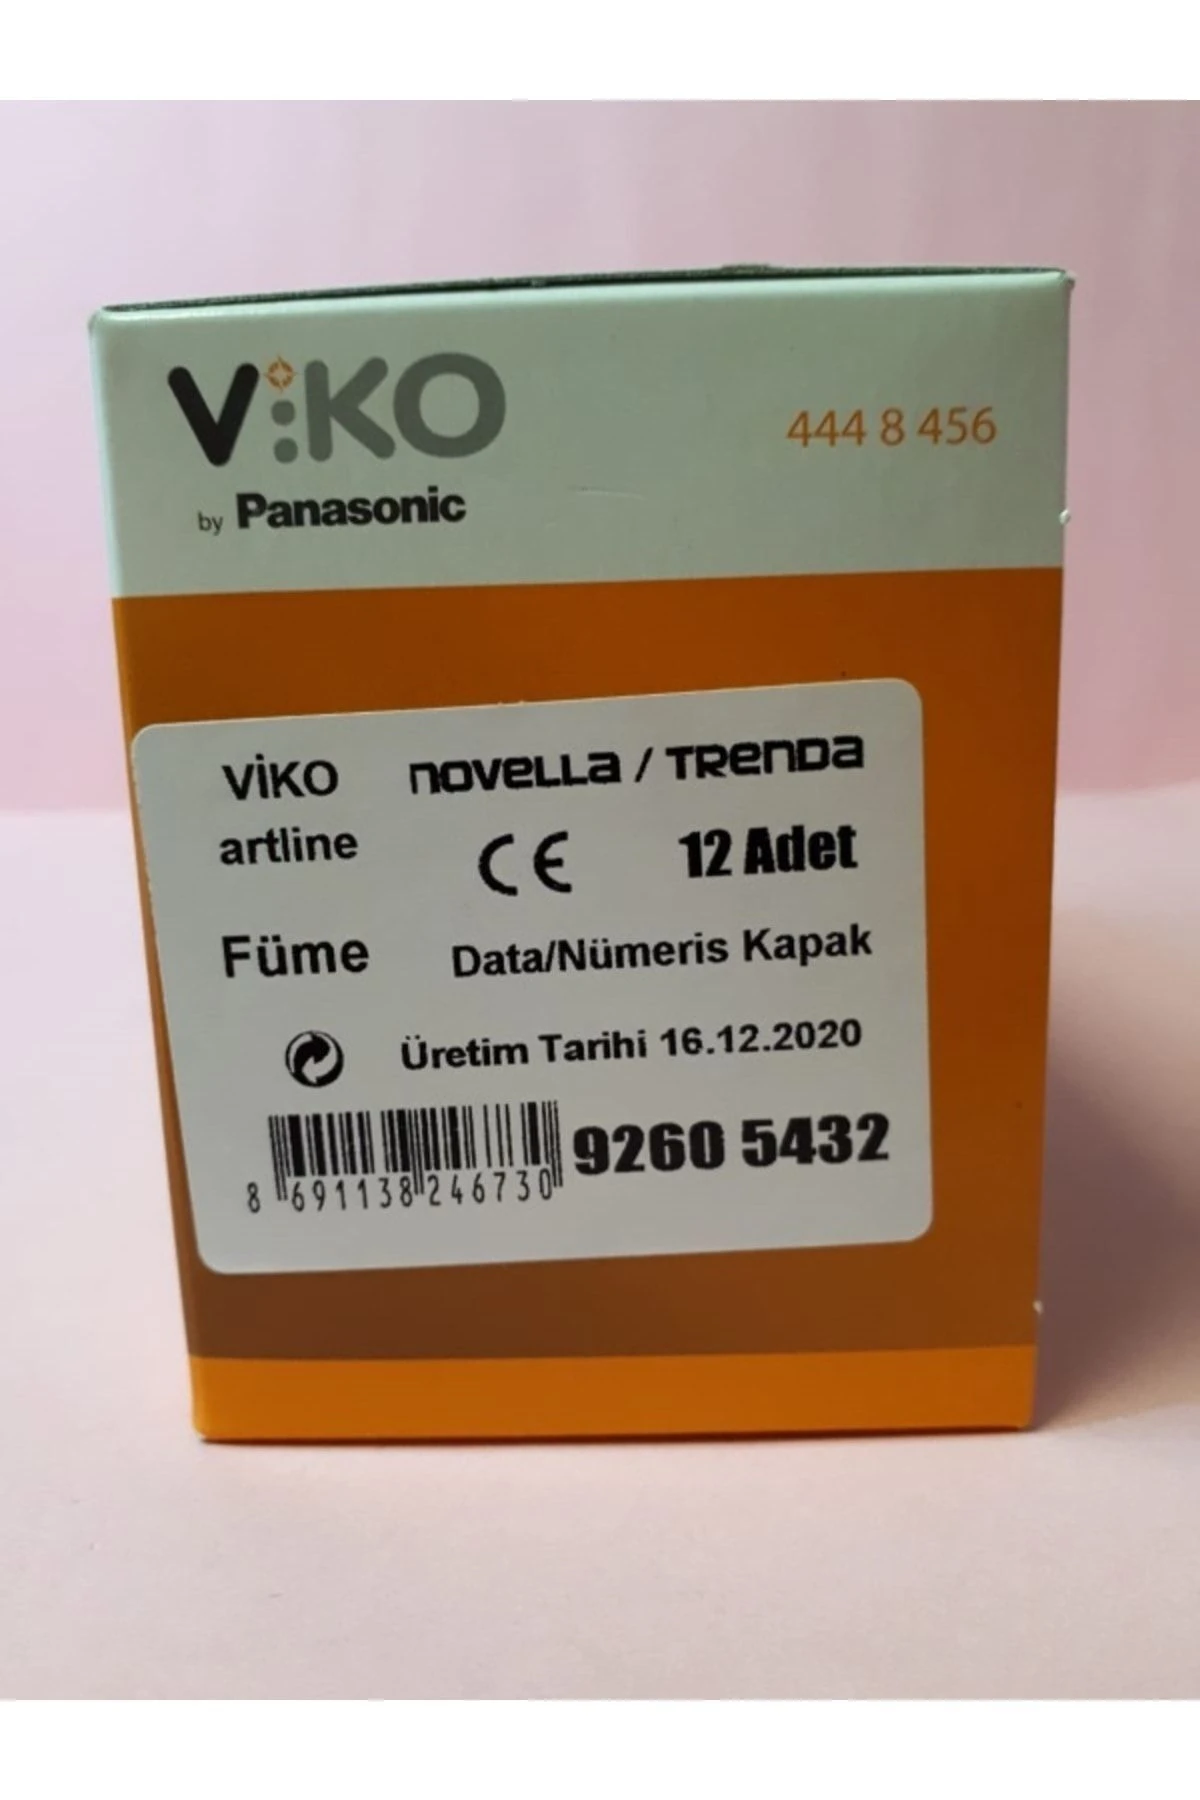 ViKO
by Panasonic
444 8 456
VİKO
artline
NOVELLA / TRENDA
CE
12 Adet
Füme
Data/Nümeris Kapak
Üretim Tarihi 16.12.2020
9260 5432
8 691138 246730